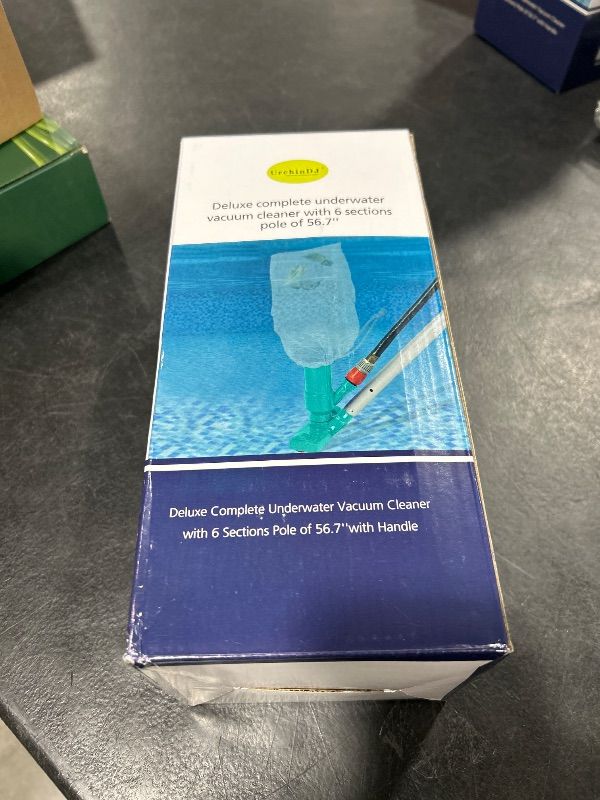 UrchinDJ
Deluxe complete underwater
vacuum cleaner with 6 sections
pole of 56.7''
Deluxe Complete Underwater Vacuum Cleaner
with 6 Sections Pole of 56.7''with Handle